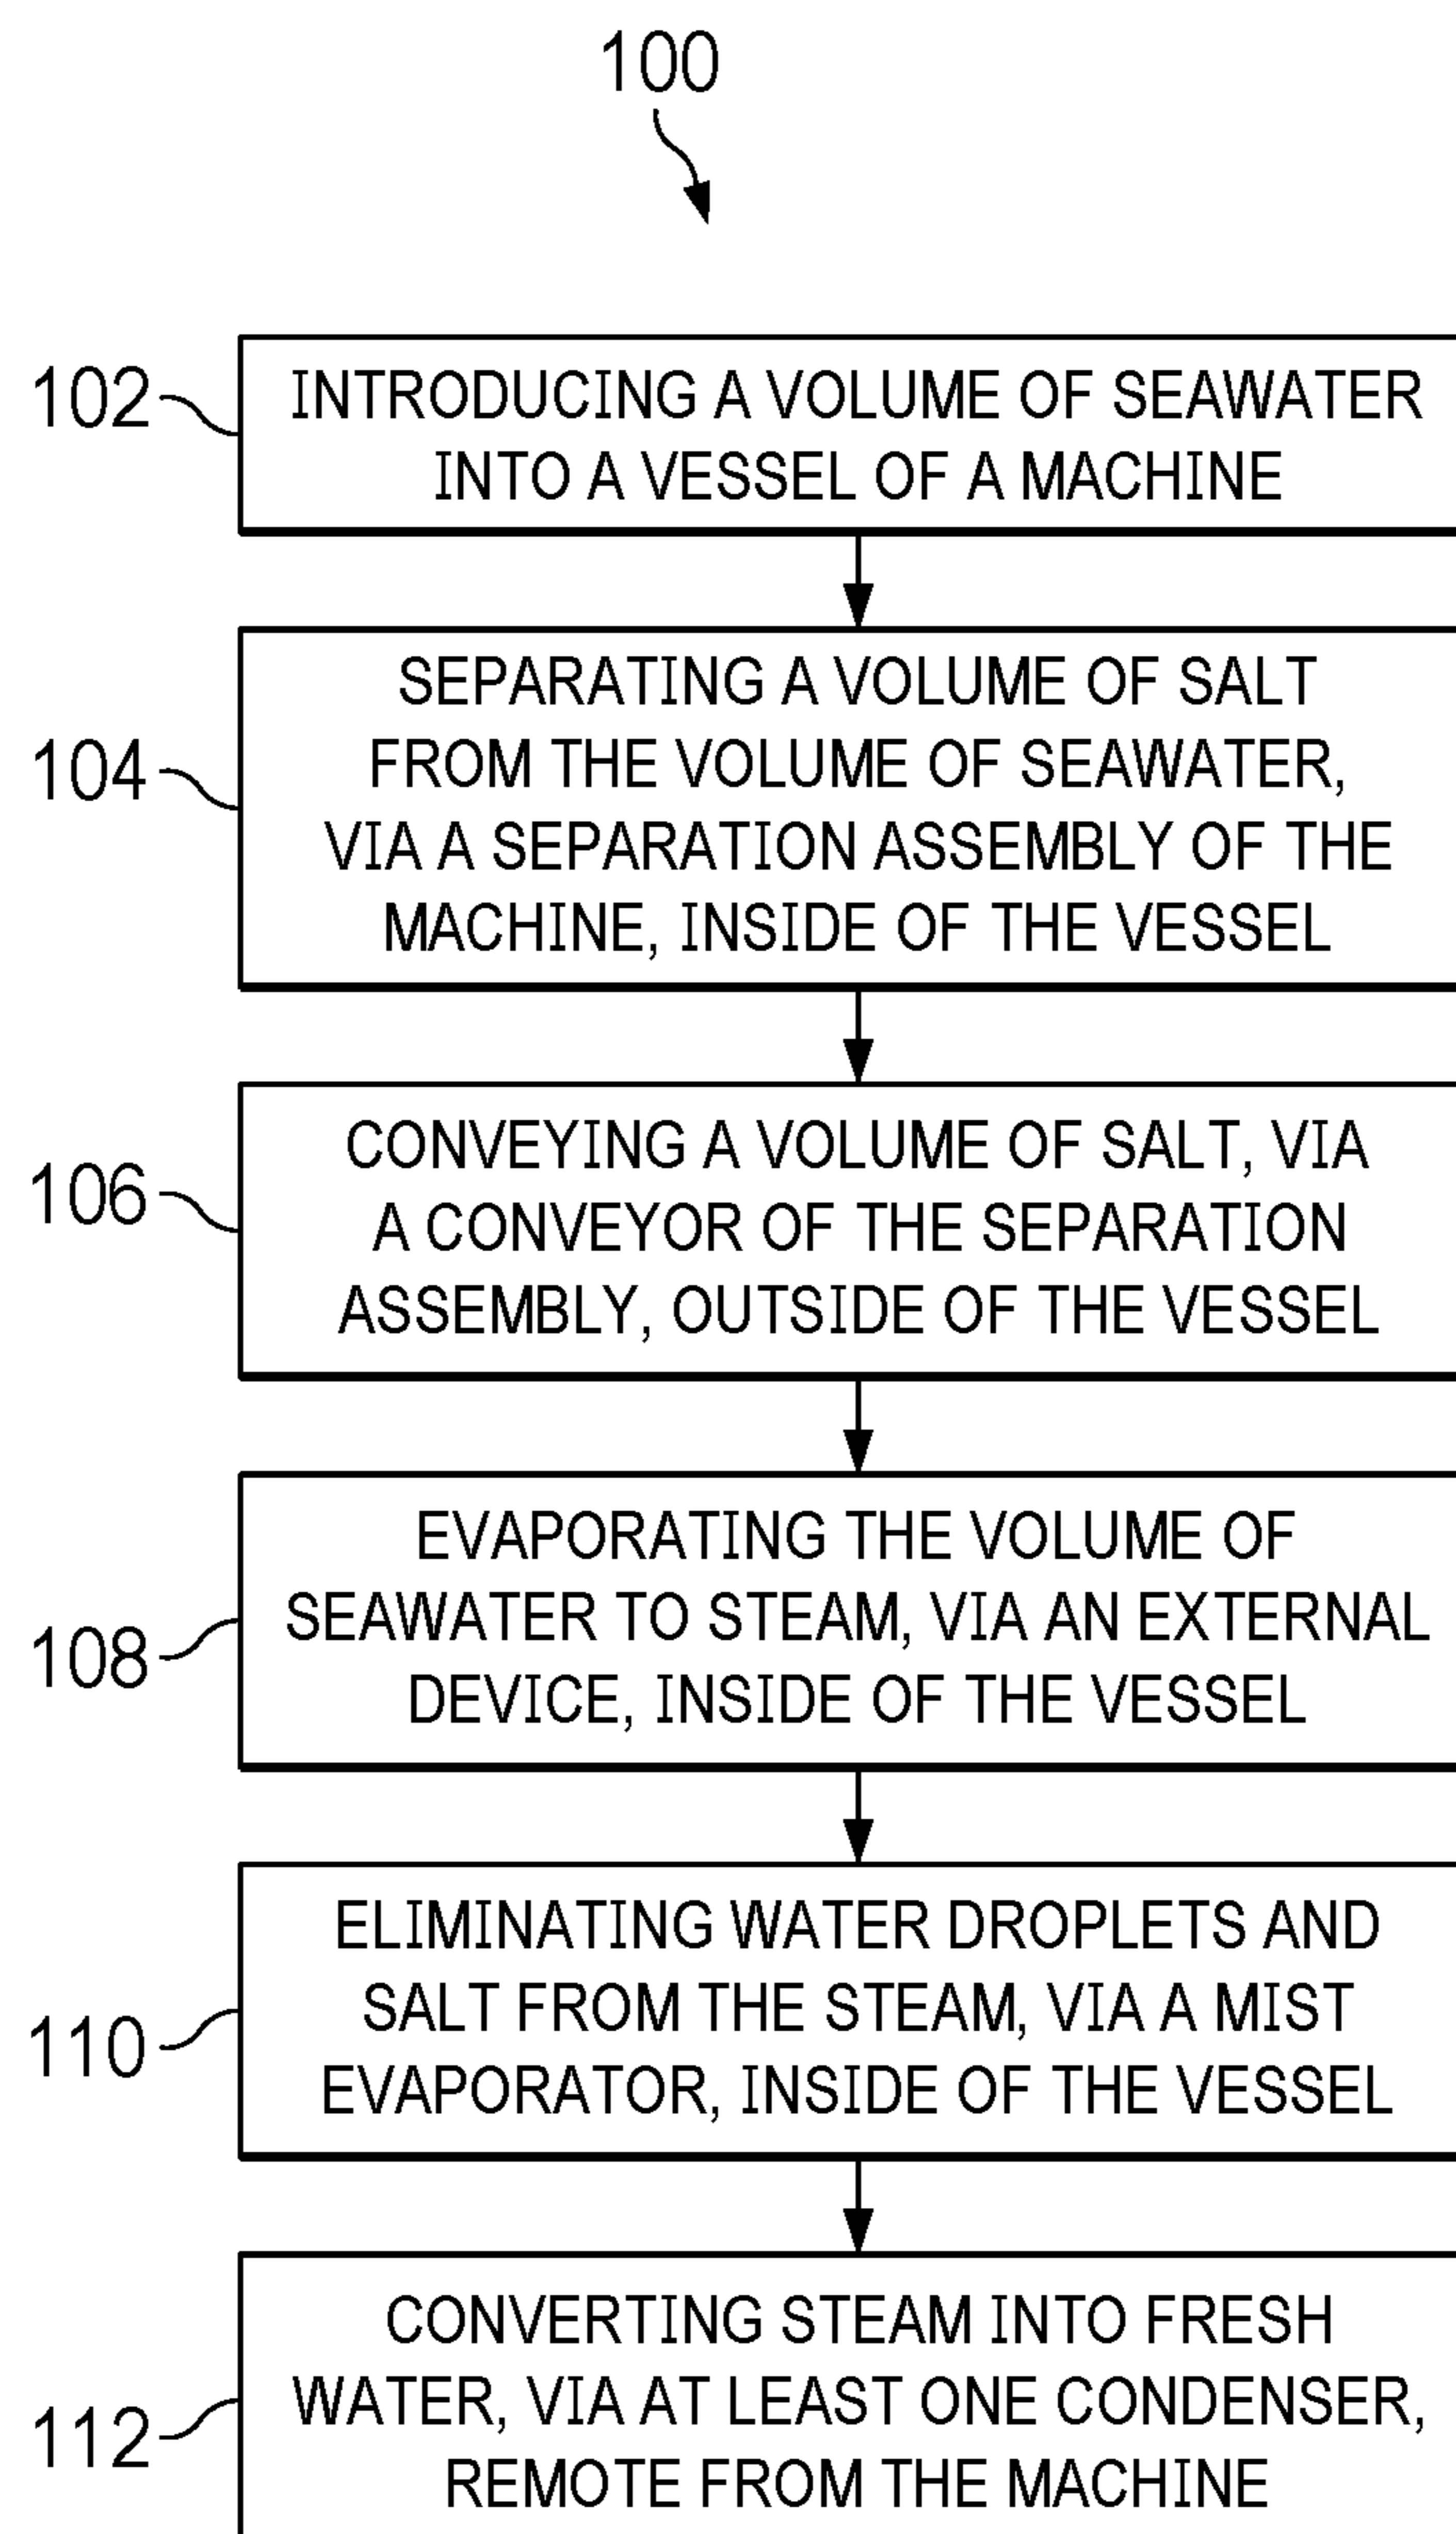 100
102
INTRODUCING A VOLUME OF SEAWATER
INTO A VESSEL OF A MACHINE
104
SEPARATING A VOLUME OF SALT
FROM THE VOLUME OF SEAWATER,
VIA A SEPARATION ASSEMBLY OF THE
MACHINE, INSIDE OF THE VESSEL
106
CONVEYING A VOLUME OF SALT, VIA
A CONVEYOR OF THE SEPARATION
ASSEMBLY, OUTSIDE OF THE VESSEL
108
EVAPORATING THE VOLUME OF
SEAWATER TO STEAM, VIA AN EXTERNAL
DEVICE, INSIDE OF THE VESSEL
110
ELIMINATING WATER DROPLETS AND
SALT FROM THE STEAM, VIA A MIST
EVAPORATOR, INSIDE OF THE VESSEL
112
CONVERTING STEAM INTO FRESH
WATER, VIA AT LEAST ONE CONDENSER,
REMOTE FROM THE MACHINE